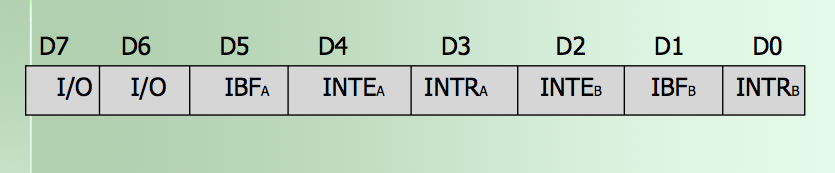 D7 D6 D5 D4 D3 D2 D1 D0
I/O I/O IBFA INTEA INTRA INTEB IBFB INTRB